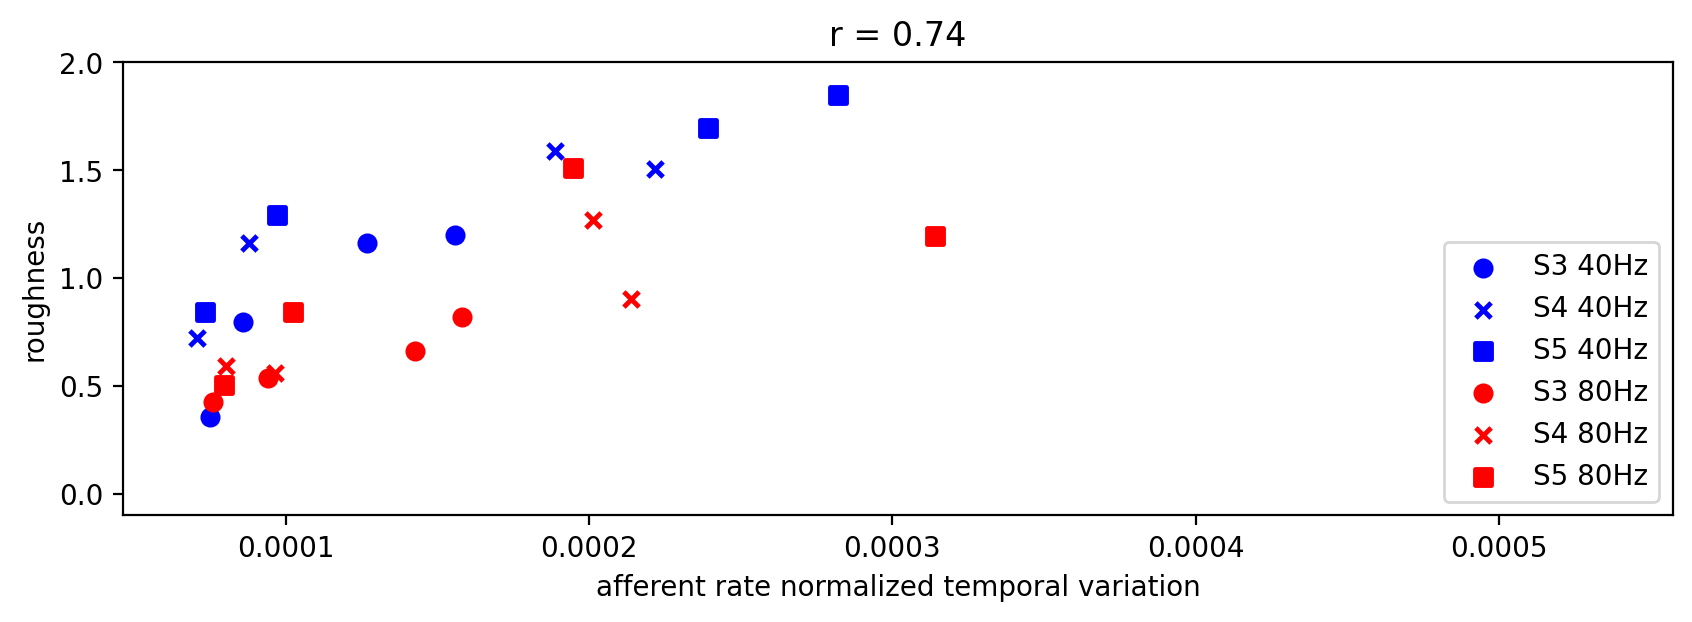 r = 0.74
2.0
1.5
1.0
0.5
0.0
roughness
S3 40Hz
S4 40Hz
S5 40Hz
S3 80Hz
S4 80Hz
S5 80Hz
0.0001 0.0002 0.0003 0.0004 0.0005
afferent rate normalized temporal variation